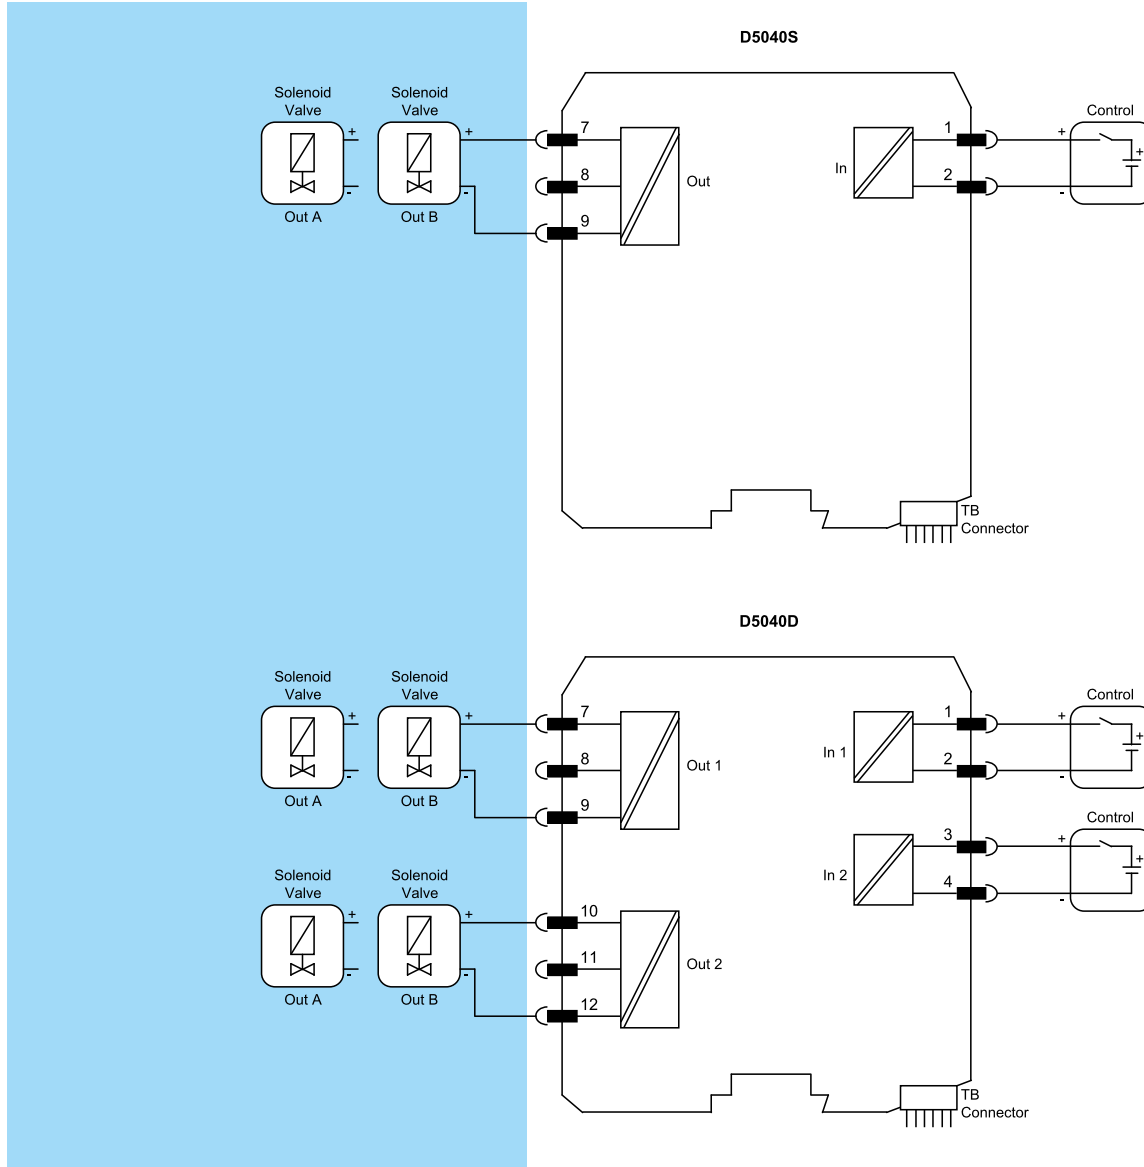 D5040S
Solenoid
Valve
Solenoid
Valve
Control
+
-
Out A
+
-
Out B
7
8
9
Out
In
1
2
+
-
+
TB
Connector
D5040D
Solenoid
Valve
Solenoid
Valve
Control
+
-
Out A
+
-
Out B
7
8
9
Out 1
In 1
1
2
+
-
+
Control
In 2
3
4
+
-
+
Solenoid
Valve
Solenoid
Valve
+
-
Out A
+
-
Out B
10
11
12
Out 2
TB
Connector